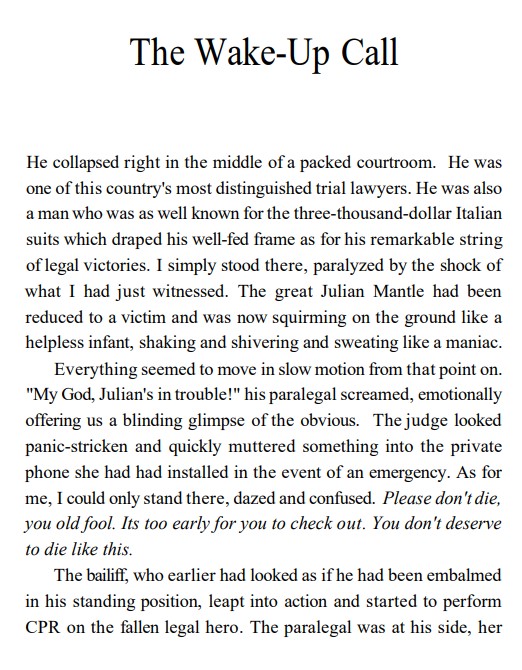 The Wake-Up Call
He collapsed right in the middle of a packed courtroom. He was
one of this country's most distinguished trial lawyers. He was also
a man who was as well known for the three-thousand-dollar Italian
suits which draped his well-fed frame as for his remarkable string
of legal victories. I simply stood there, paralyzed by the shock of
what I had just witnessed. The great Julian Mantle had been
reduced to a victim and was now squirming on the ground like a
helpless infant, shaking and shivering and sweating like a maniac.
Everything seemed to move in slow motion from that point on.
"My God, Julian's in trouble!" his paralegal screamed, emotionally
offering us a blinding glimpse of the obvious. The judge looked
panic-stricken and quickly muttered something into the private
phone she had had installed in the event of an emergency. As for
me, I could only stand there, dazed and confused. Please don't die,
you old fool. Its too early for you to check out. You don't deserve
to die like this.
The bailiff, who earlier had looked as if he had been embalmed
in his standing position, leapt into action and started to perform
CPR on the fallen legal hero. The paralegal was at his side, her